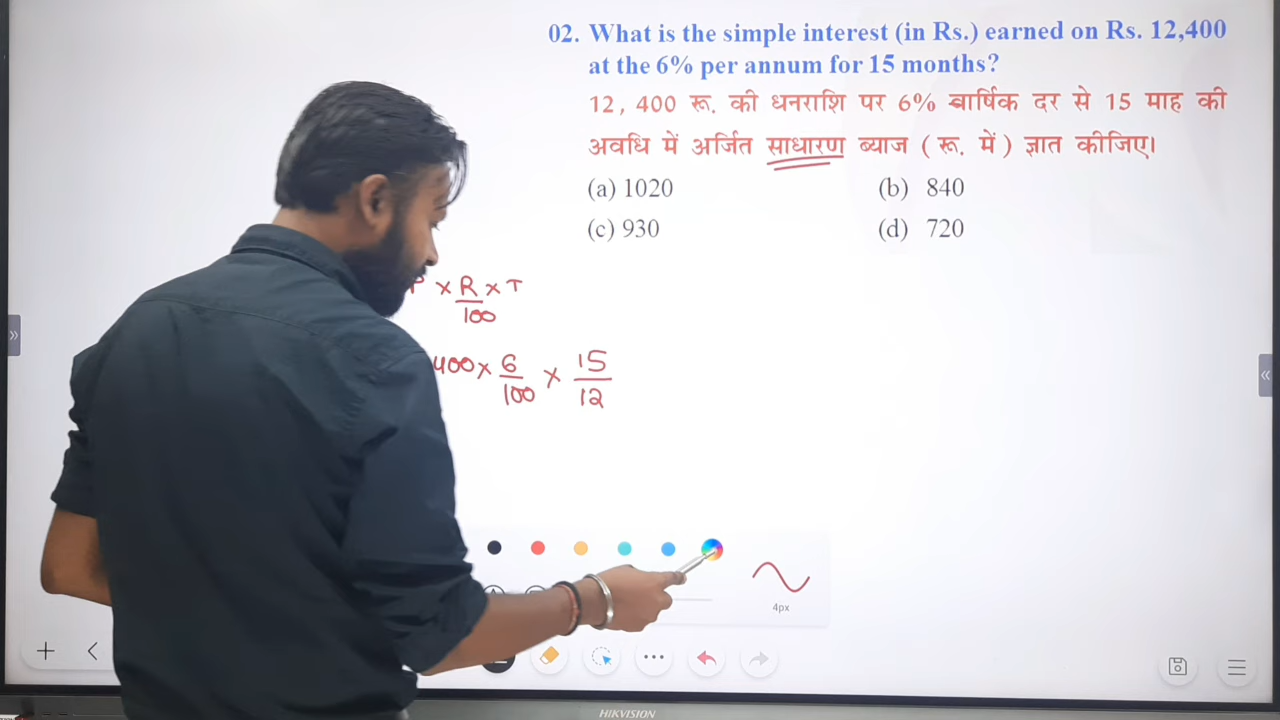 02. What is the simple interest (in Rs.) earned on Rs. 12,400
at the 6% per annum for 15 months?
12, 400 रू. की धनराशि पर 6% वार्षिक दर से 15 माह की
अवधि में अर्जित साधारण ब्याज ( रू. में ) ज्ञात कीजिए।
(a) 1020 (b) 840
(c) 930 (d) 720
P × R × T
100
400 × 6 × 15
100 12
4px
HIKVISION